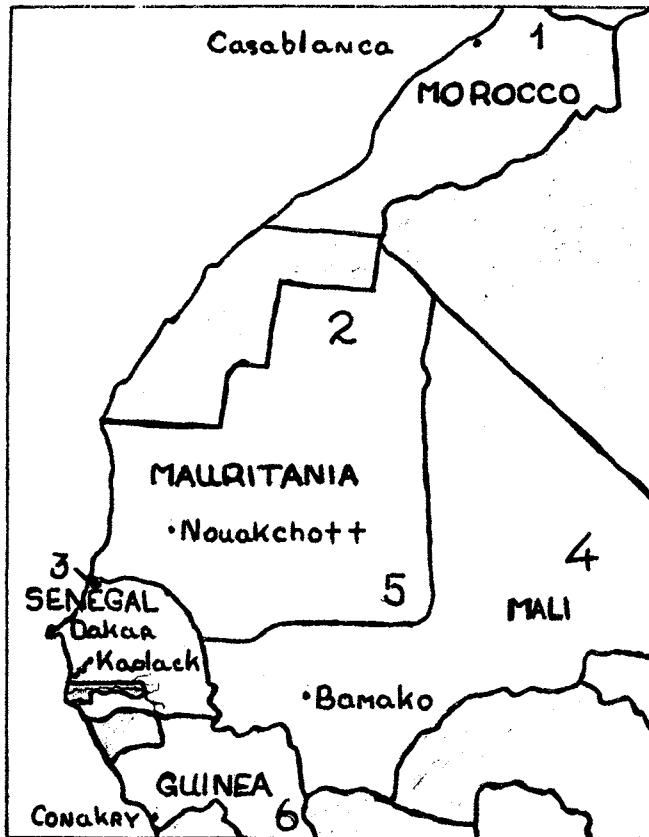 Casablanca
1
MOROCCO
2
MAURITANIA
Nouakchott
3
4
5
SENEGAL
MALI
Dakar
Kaolack
Bamako
GUINEA
CONAKRY
6